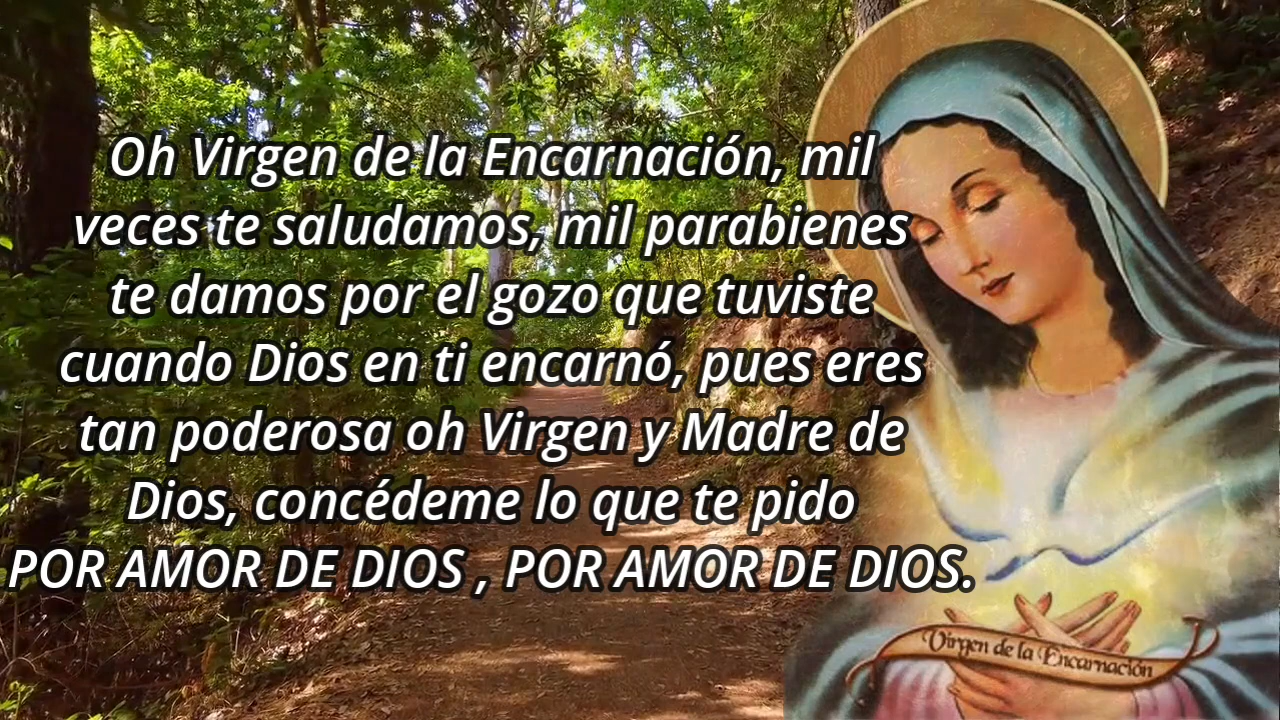 Oh Virgen de la Encarnación, mil
veces te saludamos, mil parabienes
te damos por el gozo que tuviste
cuando Dios en ti encarnó, pues eres
tan poderosa oh Virgen y Madre de
Dios, concédeme lo que te pido
POR AMOR DE DIOS , POR AMOR DE DIOS.
Virgen de la Encarnación